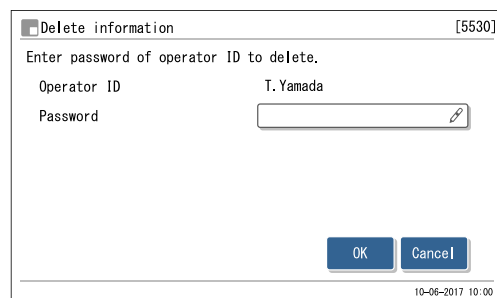 Delete information [5530]
Enter password of operator ID to delete.
Operator ID T.Yamada
Password
OK Cancel
10-06-2017 10:00